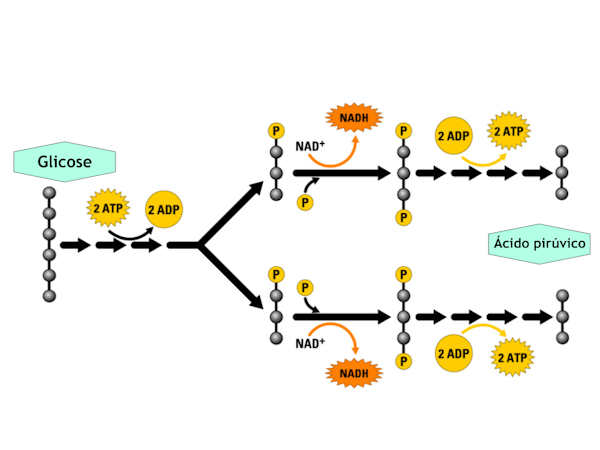 Glicose
2 ATP
2 ADP
P
NAD+
NADH
P
P
P
2 ADP
2 ATP
Ácido pirúvico
P
P
NAD+
NADH
P
P
2 ADP
2 ATP